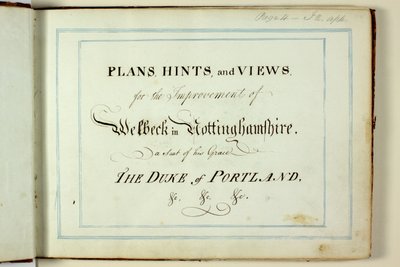 PLANS, HINTS, and VIEWS,
for the Improvement of
Welbeck in Nottinghamshire,
a Seat of his Grace
THE DUKE of PORTLAND,
&c, &c, &c.